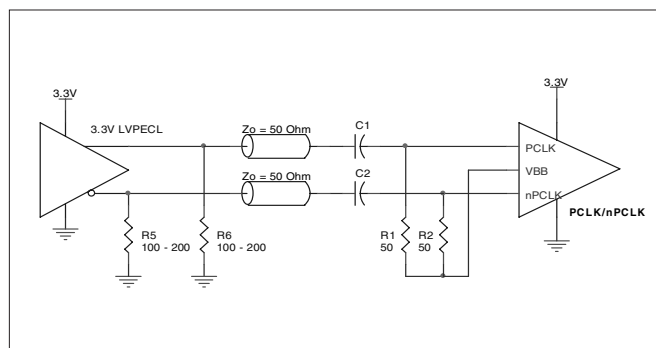 3.3V
3.3V LVPECL
Zo = 50 Ohm
C1
3.3V
PCLK
Zo = 50 Ohm
C2
VBB
nPCLK
PCLK/nPCLK
R5
100 - 200
R6
100 - 200
R1
50
R2
50